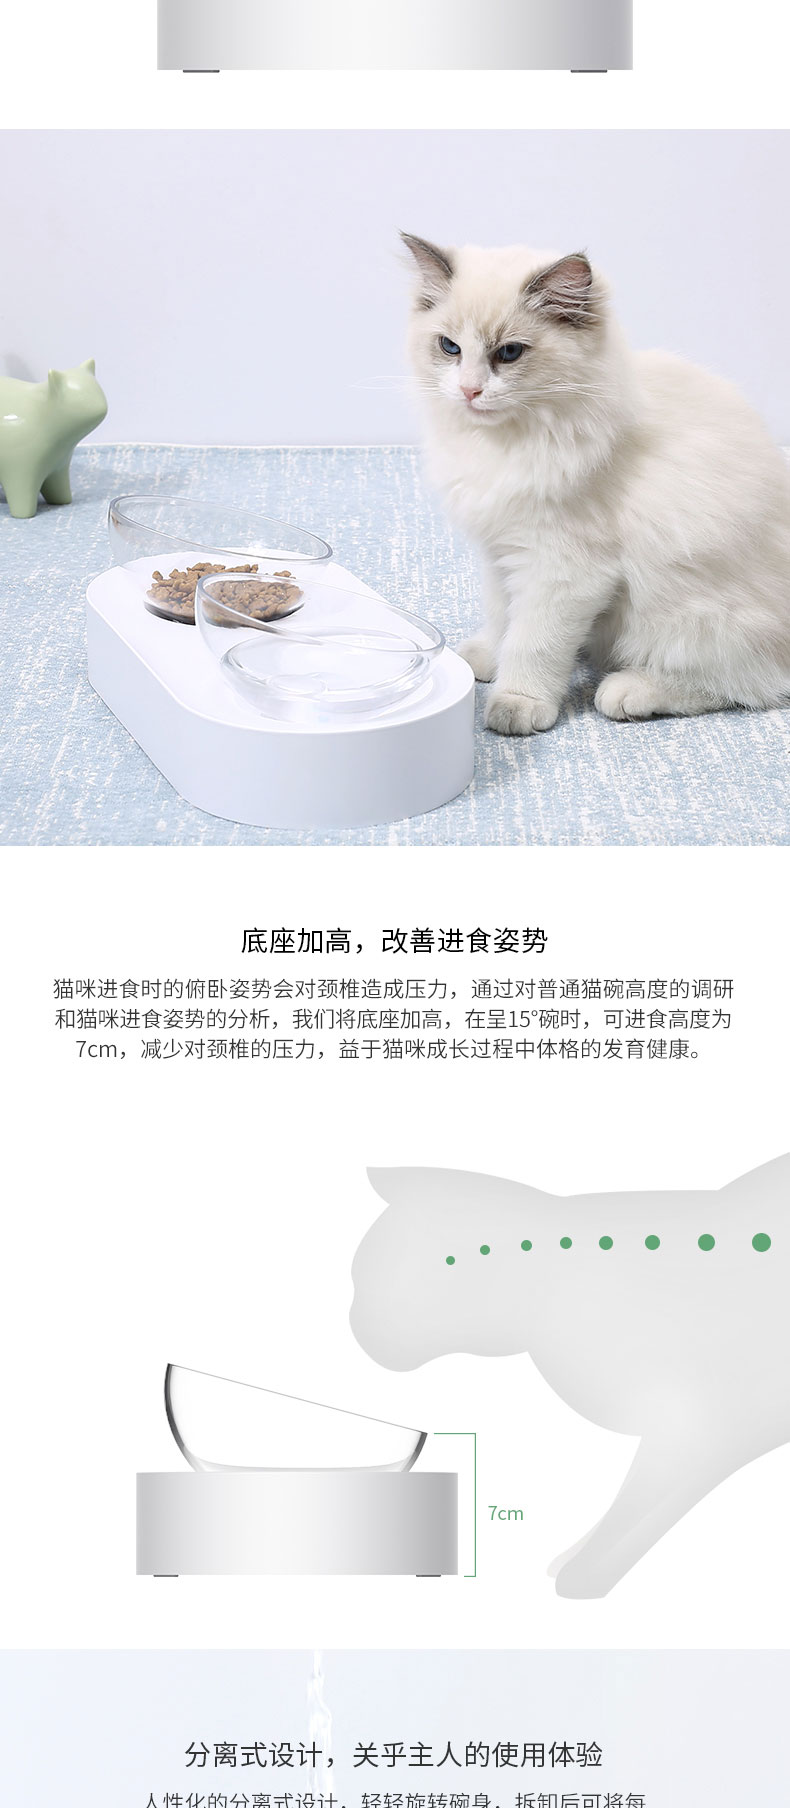 底座加高，改善进食姿势
猫咪进食时的俯卧姿势会对颈椎造成压力，通过对普通猫碗高度的调研
和猫咪进食姿势的分析，我们将底座加高，在呈15°碗时，可进食高度为
7cm，减少对颈椎的压力，益于猫咪成长过程中体格的发育健康。
7cm
分离式设计，关乎主人的使用体验
人性化的分离式设计，轻轻旋转碗身，拆卸后可将每